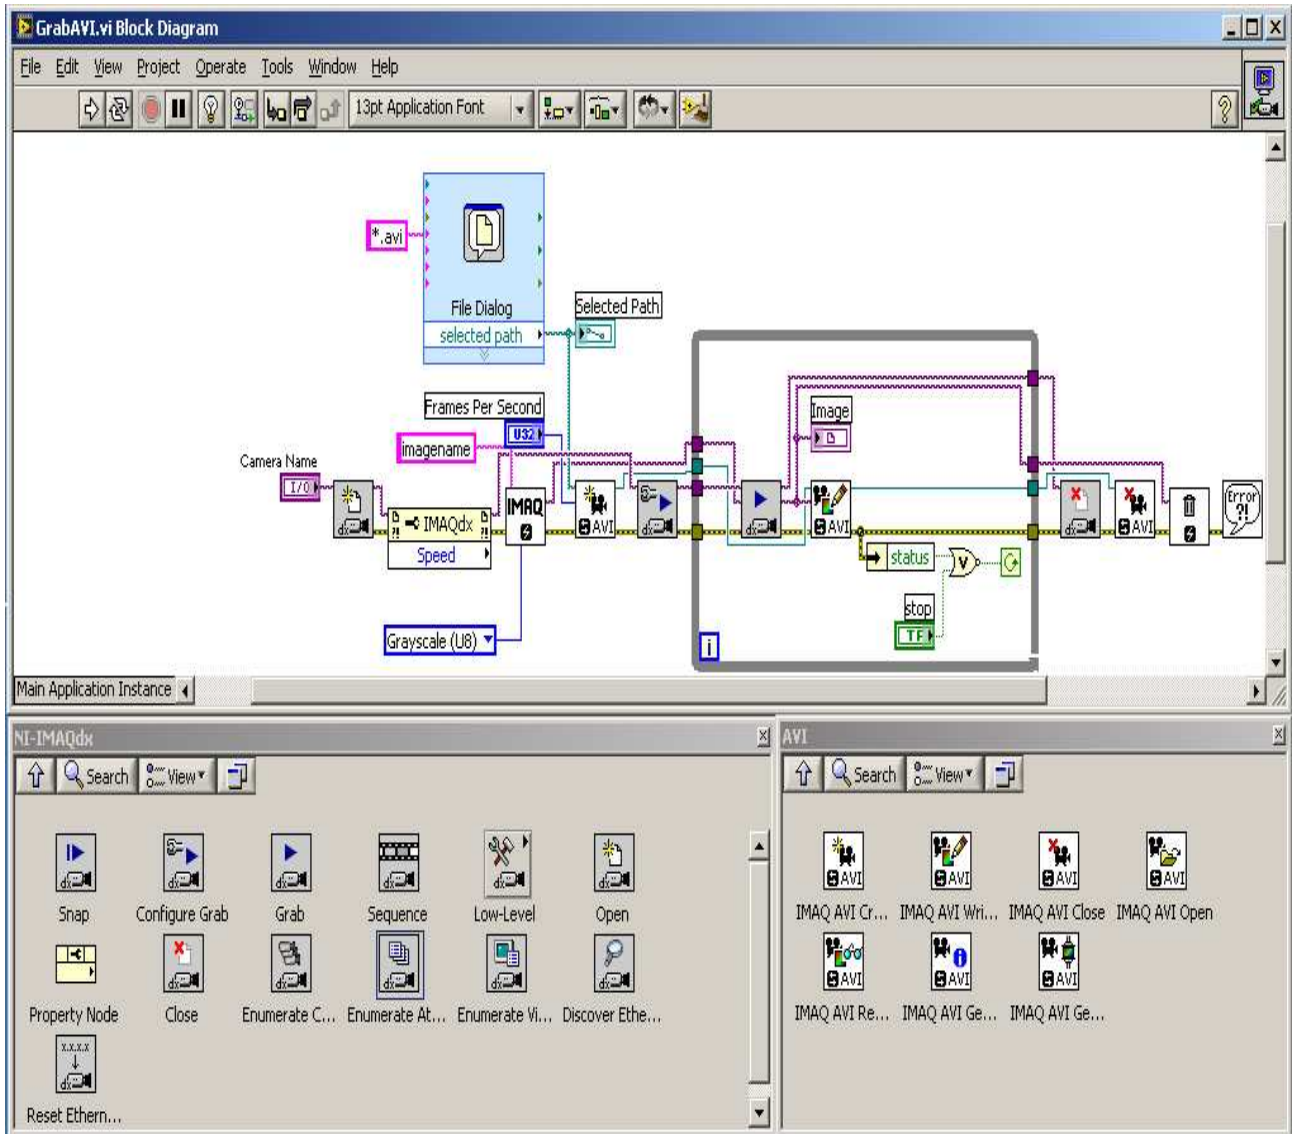 GrabAVI.vi Block Diagram
File Edit View Project Operate Tools Window Help
13pt Application Font
*.avi
File Dialog
selected path
Selected Path
Frames Per Second
U32
imagename
Camera Name
I/O
IMAQdx
Speed
IMAQ
AVI
Image
AVI
AVI
Error
?!
status
V
stop
TF
Grayscale (U8)
i
Main Application Instance
NI-IMAQdx
Search View
Snap Configure Grab Grab Sequence Low-Level Open
Property Node Close Enumerate C... Enumerate At... Enumerate Vi... Discover Ethe...
x.x.x.x
Reset Ethern...
AVI
Search View
AVI AVI AVI AVI
IMAQ AVI Cr... IMAQ AVI Wri... IMAQ AVI Close IMAQ AVI Open
AVI AVI AVI
IMAQ AVI Re... IMAQ AVI Ge... IMAQ AVI Ge...